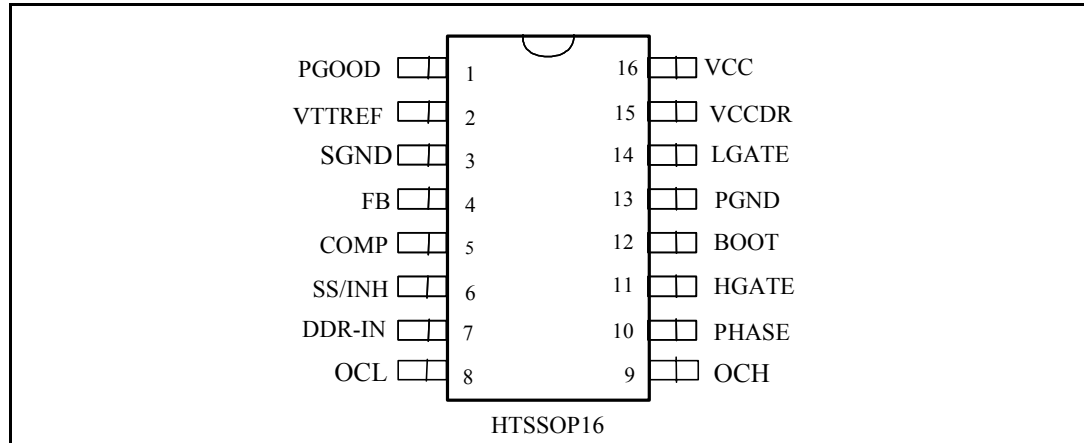 PGOOD 1 16 VCC
VTTREF 2 15 VCCDR
SGND 3 14 LGATE
FB 4 13 PGND
COMP 5 12 BOOT
SS/INH 6 11 HGATE
DDR-IN 7 10 PHASE
OCL 8 9 OCH
HTSSOP16